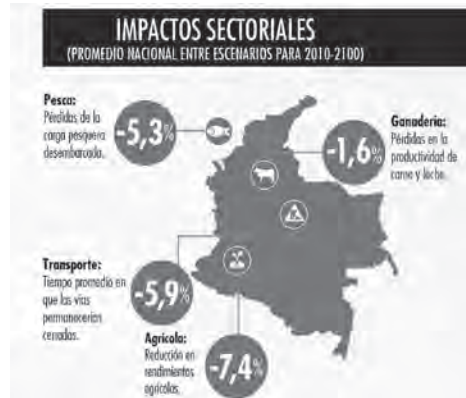 IMPACTOS SECTORIALES
(PROMEDIO NACIONAL ENTRE ESCENARIOS PARA 2010-2100)
Pesca:
Pérdidas de la
carga pesquera
desembarcada.
-5,3%
Ganadería:
Pérdidas en la
productividad de
carne y leche.
-1,6%
Transporte:
Tiempo promedio en
que las vías
permanecerían
cerradas.
-5,9%
Agrícola:
Reducción en
rendimientos
agrícolas.
-7,4%